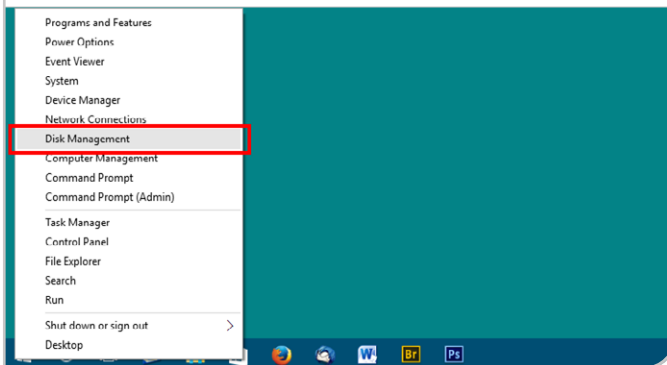 Programs and Features
Power Options
Event Viewer
System
Device Manager
Network Connections
Disk Management
Computer Management
Command Prompt
Command Prompt (Admin)
Task Manager
Control Panel
File Explorer
Search
Run
Shut down or sign out
Desktop
W
Br
Ps